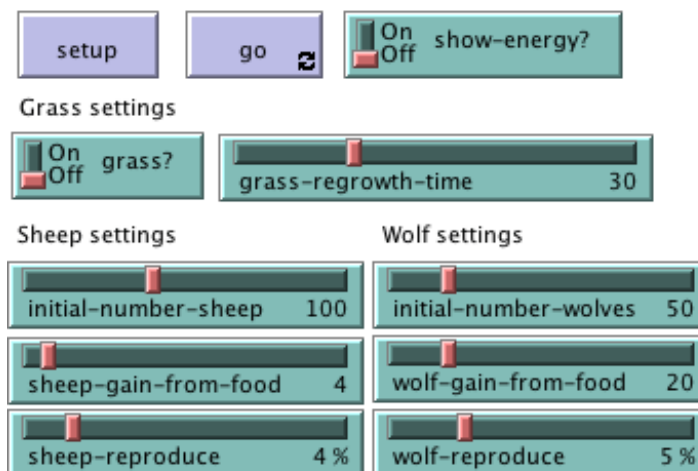 setup
go
On
Off
show-energy?
Grass settings
On
Off
grass?
grass-regrowth-time 30
Sheep settings
Wolf settings
initial-number-sheep 100
initial-number-wolves 50
sheep-gain-from-food 4
wolf-gain-from-food 20
sheep-reproduce 4 %
wolf-reproduce 5 %